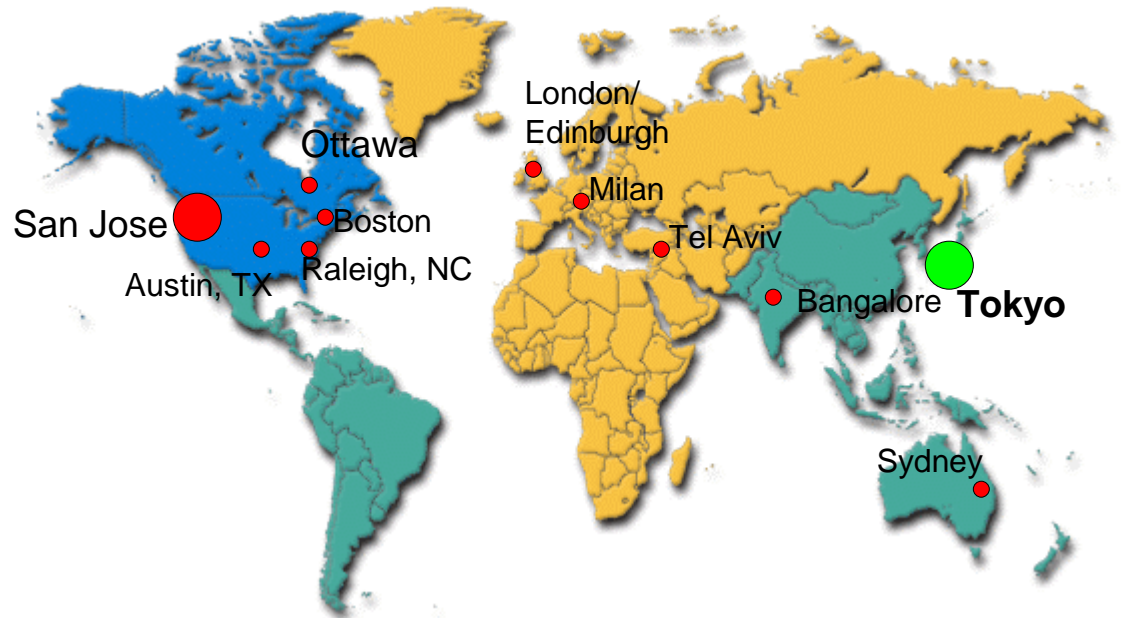 London/
Edinburgh
Ottawa
Milan
San Jose
Boston
Tel Aviv
Raleigh, NC
Austin, TX
Bangalore
Tokyo
Sydney